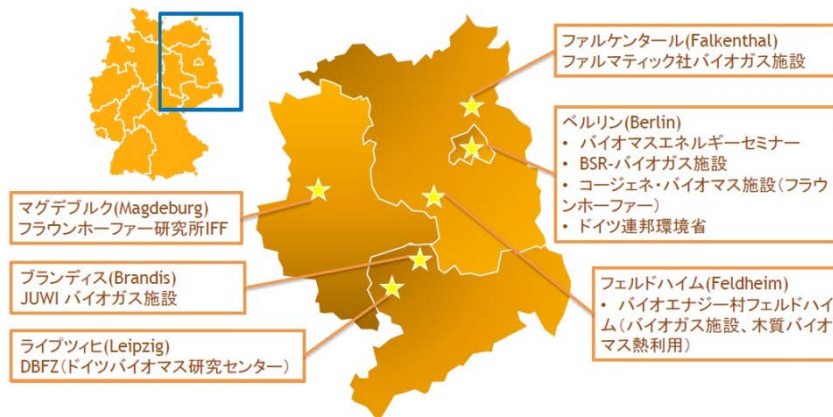 ファルケンタール(Falkenthal)
ファルマティック社バイオガス施設
ベルリン(Berlin)
• バイオマスエネルギーセミナー
• BSR-バイオガス施設
• コージェネ・バイオマス施設(フラウ
ンホーファー)
• ドイツ連邦環境省
マグデブルク(Magdeburg)
フラウンホーファー研究所IFF
ブランディス(Brandis)
JUWI バイオガス施設
ライプツィヒ(Leipzig)
DBFZ(ドイツバイオマス研究センター)
フェルドハイム(Feldheim)
• バイオエナジー村フェルドハイ
ム(バイオガス施設、木質バイオ
マス熱利用)